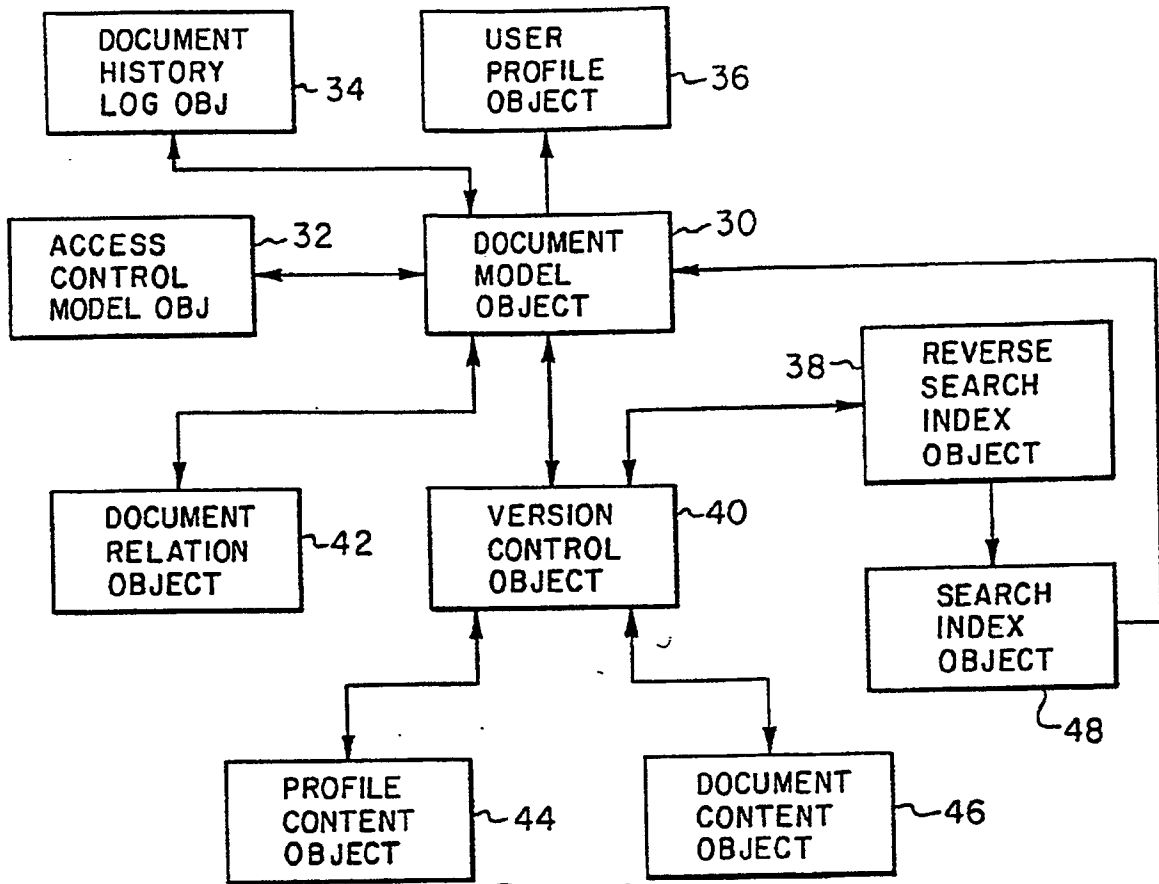 DOCUMENT
HISTORY
LOG OBJ
34
USER
PROFILE
OBJECT
36
ACCESS
CONTROL
MODEL OBJ
32
DOCUMENT
MODEL
OBJECT
30
REVERSE
SEARCH
INDEX
OBJECT
38
DOCUMENT
RELATION
OBJECT
42
VERSION
CONTROL
OBJECT
40
SEARCH
INDEX
OBJECT
48
PROFILE
CONTENT
OBJECT
44
DOCUMENT
CONTENT
OBJECT
46